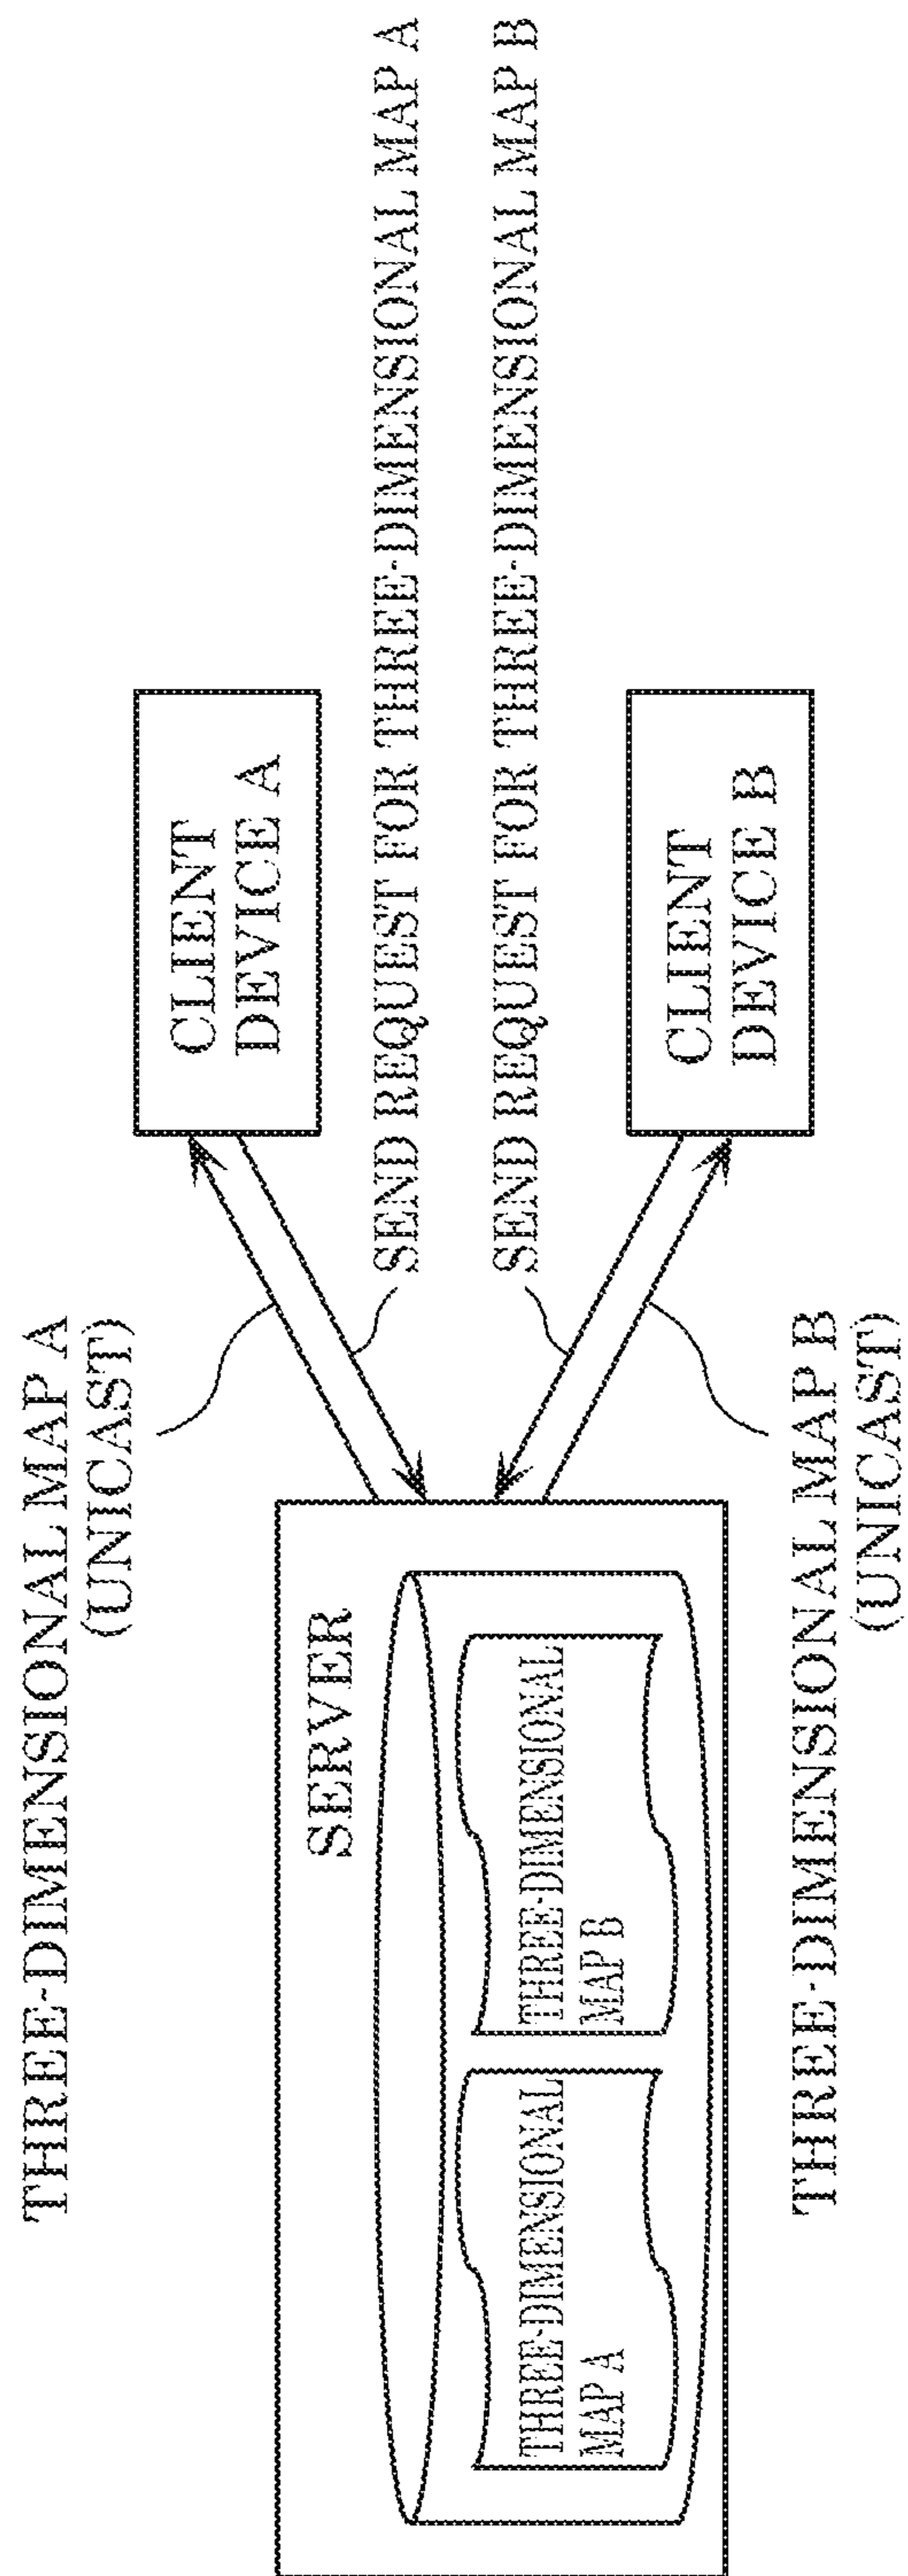 THREE-DIMENSIONAL MAP A
(UNICAST)
CLIENT
DEVICE A
SEND REQUEST FOR THREE-DIMENSIONAL MAP A
SERVER
THREE-DIMENSIONAL
MAP A
THREE-DIMENSIONAL
MAP B
SEND REQUEST FOR THREE-DIMENSIONAL MAP B
CLIENT
DEVICE B
THREE-DIMENSIONAL MAP B
(UNICAST)